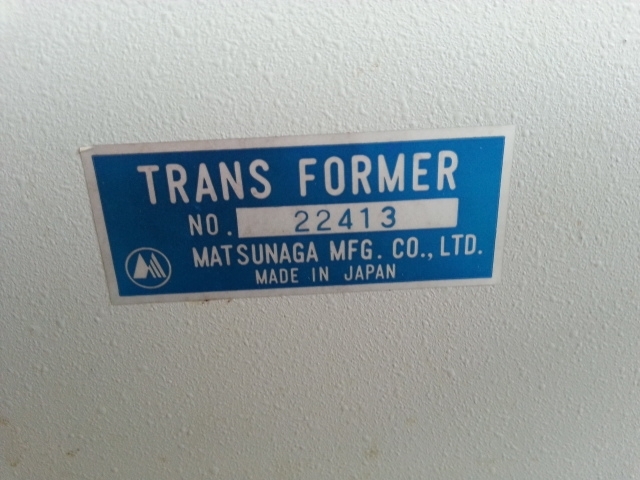 TRANS FORMER
NO. 22413
MATSUNAGA MFG. CO., LTD.
MADE IN JAPAN